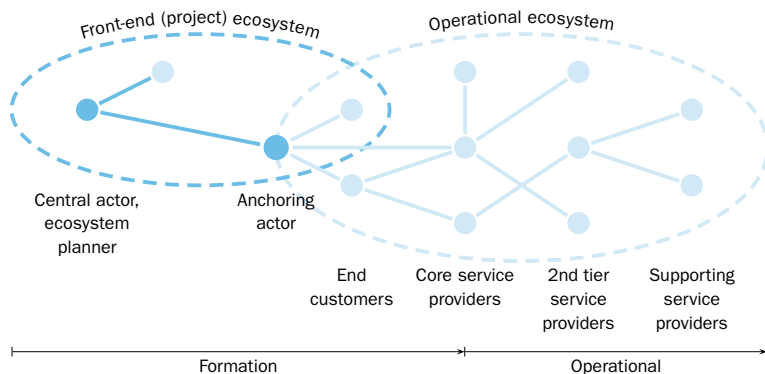 Front-end (project) ecosystem
Operational ecosystem
Central actor,
ecosystem
planner
Anchoring
actor
End
customers
Core service
providers
2nd tier
service
providers
Supporting
service
providers
Formation
Operational